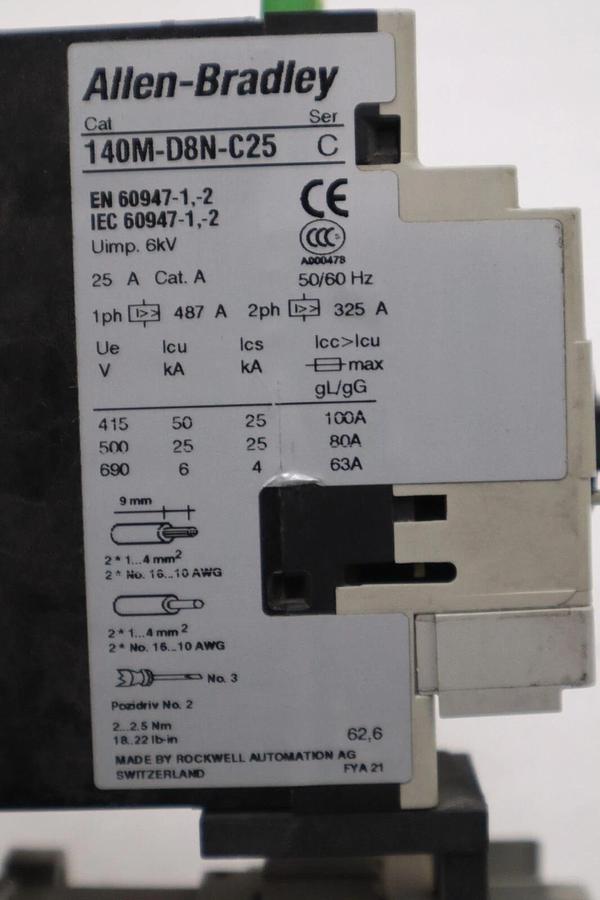 Allen-Bradley
Cat Ser
140M-D8N-C25 C
EN 60947-1,-2
IEC 60947-1,-2
Uimp. 6kV
CE
CCC
A000478
25 A Cat. A 50/60 Hz
1ph I>> 487 A 2ph I>> 325 A
Ue Icu Ics Icc>Icu
V kA kA max
gL/gG
415 50 25 100A
500 25 25 80A
690 6 4 63A
9 mm
2 * 1...4 mm²
2 * No. 16...10 AWG
2 * 1...4 mm²
2 * No. 16...10 AWG
No. 3
Pozidriv No. 2
2...2.5 Nm
18..22 lb-in
62,6
MADE BY ROCKWELL AUTOMATION AG
SWITZERLAND FYA 21